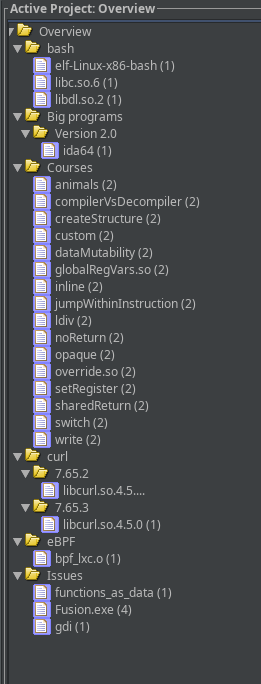 Active Project: Overview
Overview
bash
elf-Linux-x86-bash (1)
libc.so.6 (1)
libdl.so.2 (1)
Big programs
Version 2.0
ida64 (1)
Courses
animals (2)
compilerVsDecompiler (2)
createStructure (2)
custom (2)
dataMutability (2)
globalRegVars.so (2)
inline (2)
jumpWithinInstruction (2)
ldiv (2)
noReturn (2)
opaque (2)
override.so (2)
setRegister (2)
sharedReturn (2)
switch (2)
write (2)
curl
7.65.2
libcurl.so.4.5....
7.65.3
libcurl.so.4.5.0 (1)
eBPF
bpf_lxc.o (1)
Issues
functions_as_data (1)
Fusion.exe (4)
gdi (1)